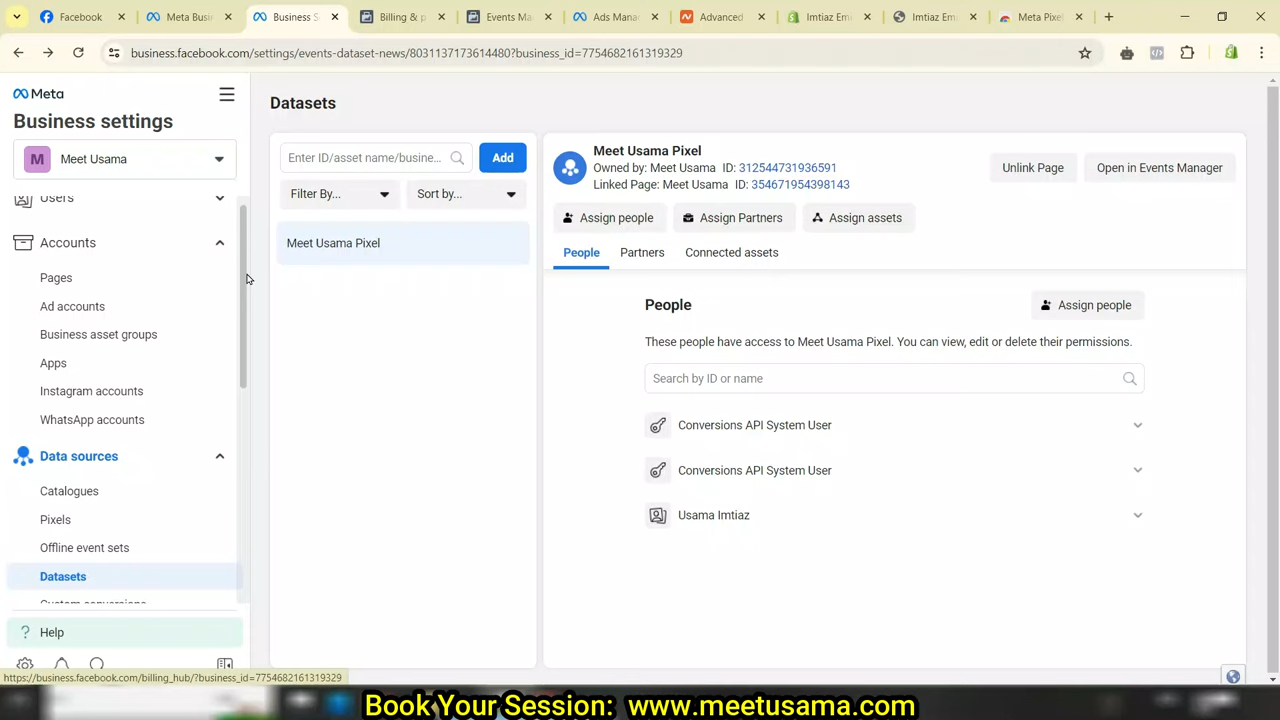 Facebook
Meta Busi
Business S
Billing & p
Events Ma
Ads Mana
Advanced
Imtiaz Em
Imtiaz Em
Meta Pixel
business.facebook.com/settings/events-dataset-news/8031137173614480?business_id=7754682161319329
Meta
Business settings
M Meet Usama
Users
Accounts
Pages
Ad accounts
Business asset groups
Apps
Instagram accounts
WhatsApp accounts
Data sources
Catalogues
Pixels
Offline event sets
Datasets
Custom conversions
? Help
Datasets
Enter ID/asset name/busine...
Add
Filter By...
Sort by...
Meet Usama Pixel
Meet Usama Pixel
Owned by: Meet Usama ID: 312544731936591
Linked Page: Meet Usama ID: 354671954398143
Unlink Page
Open in Events Manager
Assign people
Assign Partners
Assign assets
People
Partners
Connected assets
People
Assign people
These people have access to Meet Usama Pixel. You can view, edit or delete their permissions.
Search by ID or name
Conversions API System User
Conversions API System User
Usama Imtiaz
https://business.facebook.com/billing_hub/?business_id=7754682161319329
Book Your Session: www.meetusama.com